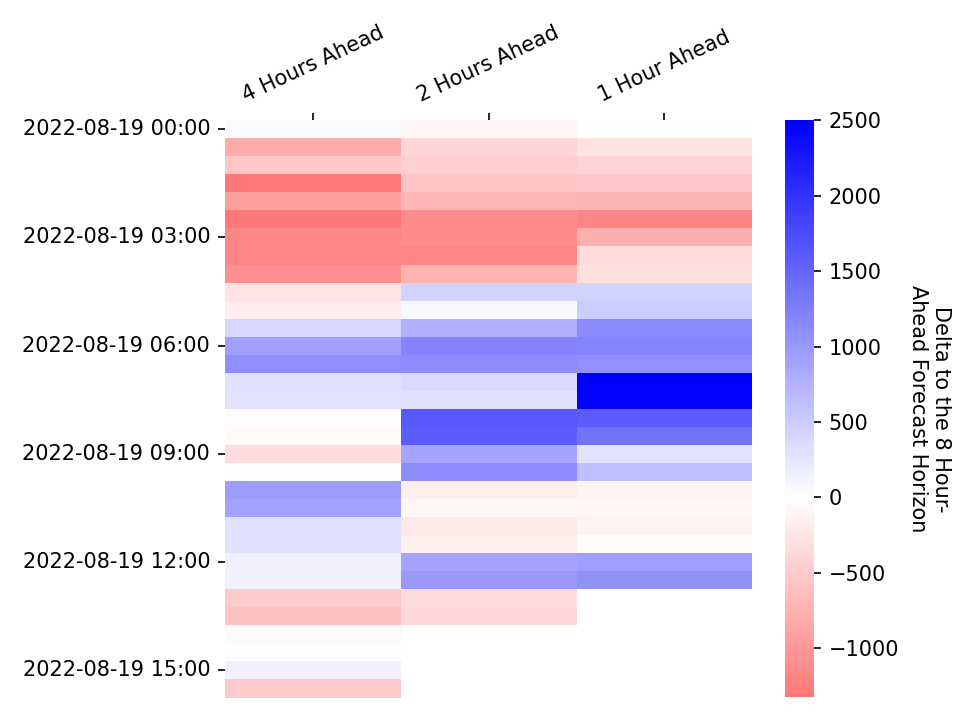 4 Hours Ahead
2 Hours Ahead
1 Hour Ahead
2022-08-19 00:00
2022-08-19 03:00
2022-08-19 06:00
2022-08-19 09:00
2022-08-19 12:00
2022-08-19 15:00
2500
2000
1500
1000
500
0
−500
−1000
Delta to the 8 Hour-
Ahead Forecast Horizon